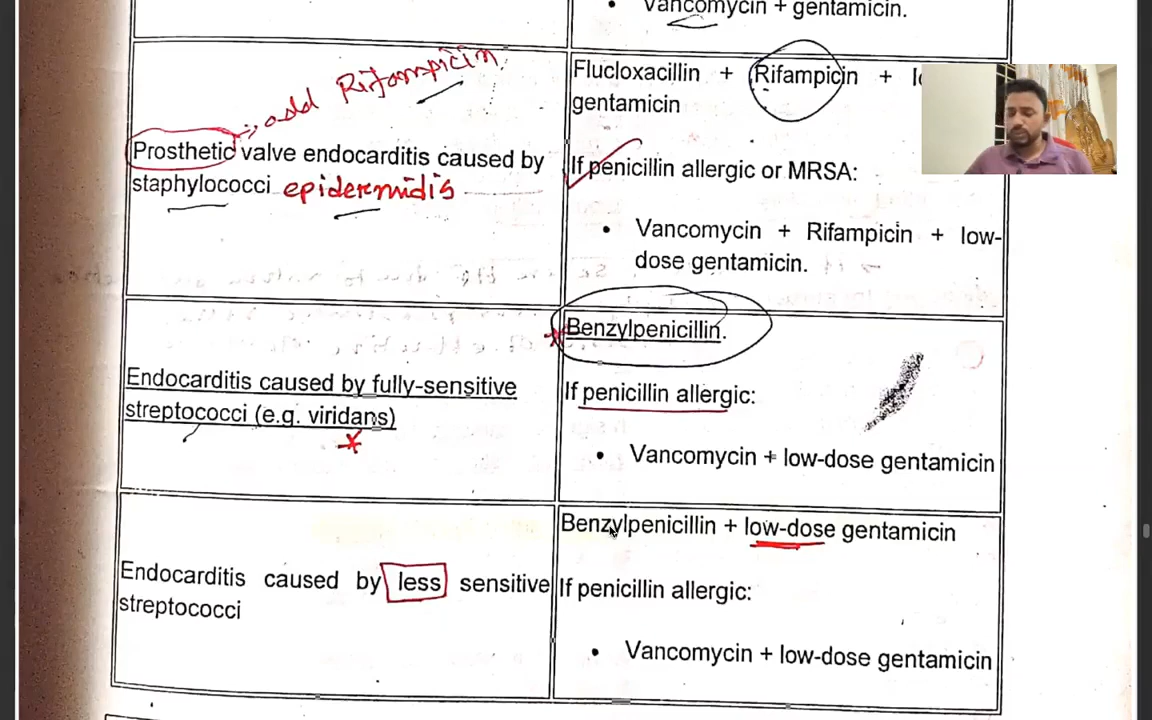 Vancomycin + gentamicin.
add Rifampicin
Prosthetic valve endocarditis caused by
staphylococci epidermidis
Flucloxacillin + Rifampicin +
gentamicin
If penicillin allergic or MRSA:
• Vancomycin + Rifampicin + low-
dose gentamicin.
Endocarditis caused by fully-sensitive
streptococci (e.g. viridans)
Benzylpenicillin.
If penicillin allergic:
• Vancomycin + low-dose gentamicin
Endocarditis caused by less sensitive
streptococci
Benzylpenicillin + low-dose gentamicin
If penicillin allergic:
• Vancomycin + low-dose gentamicin